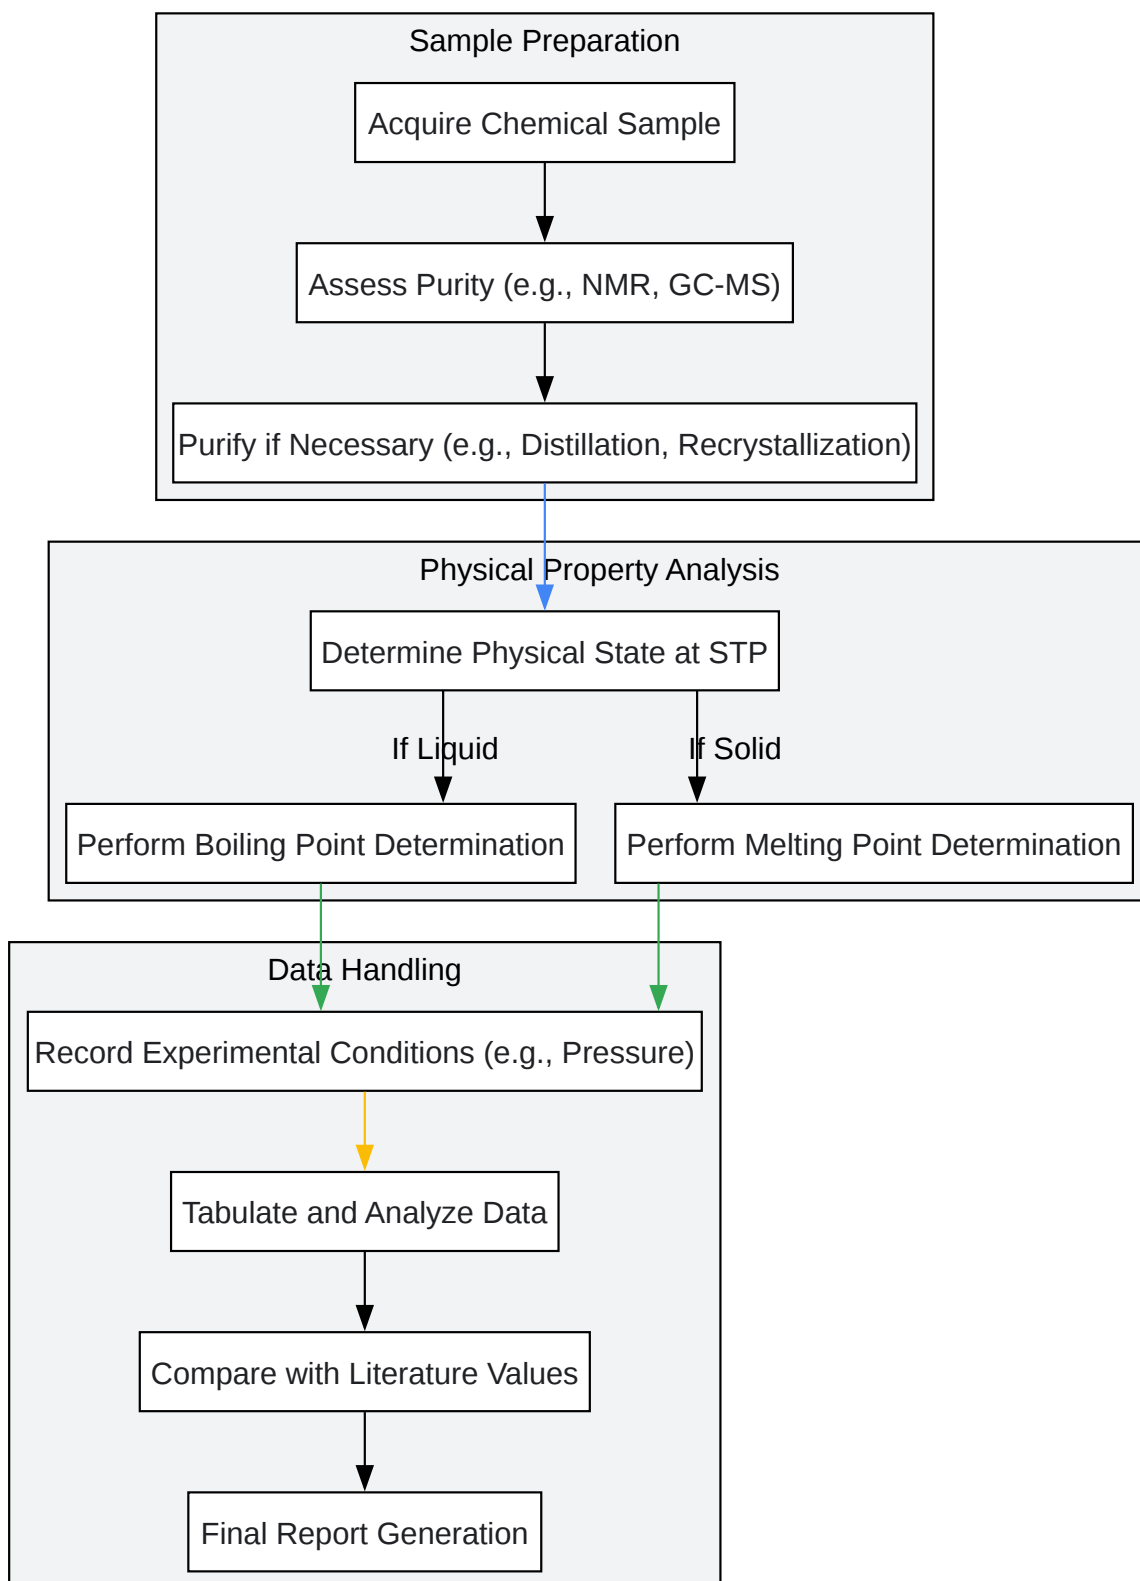 Sample Preparation
Acquire Chemical Sample
Assess Purity (e.g., NMR, GC-MS)
Purify if Necessary (e.g., Distillation, Recrystallization)
Physical Property Analysis
Determine Physical State at STP
If Liquid
If Solid
Perform Boiling Point Determination
Perform Melting Point Determination
Data Handling
Record Experimental Conditions (e.g., Pressure)
Tabulate and Analyze Data
Compare with Literature Values
Final Report Generation